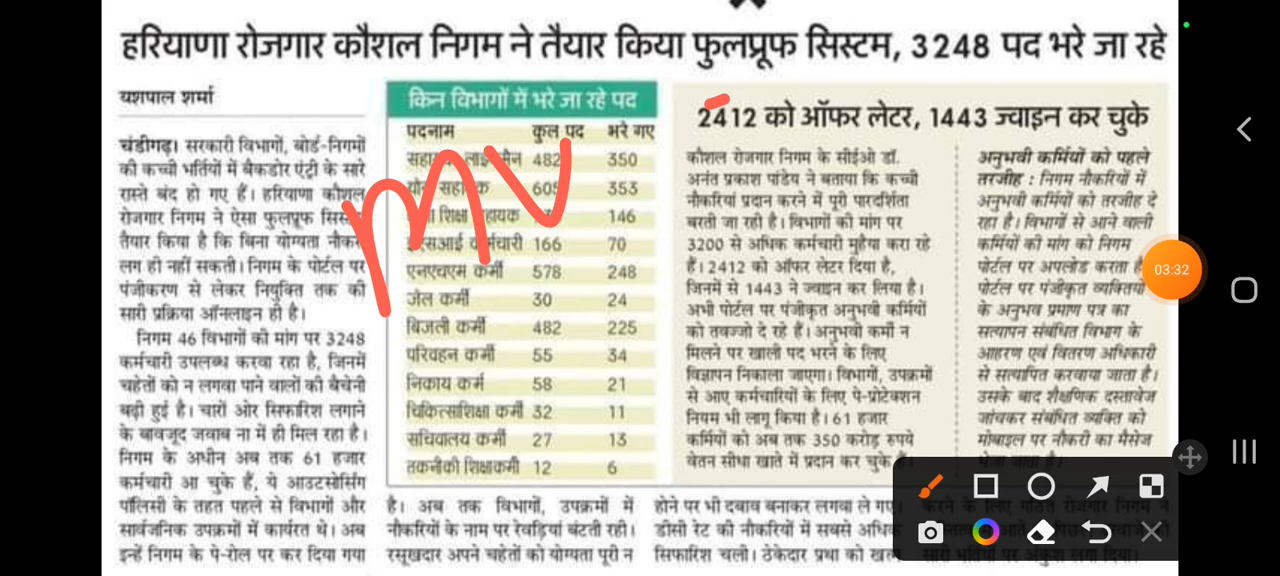 हरियाणा रोजगार कौशल निगम ने तैयार किया फुलप्रूफ सिस्टम, 3248 पद भरे जा रहे
यशपाल शर्मा
चंडीगढ़। सरकारी विभागों, बोर्ड-निगमों
की कच्ची भर्तियों में बैकडोर एंट्री के सारे
रास्ते बंद हो गए हैं। हरियाणा कौशल
रोजगार निगम ने ऐसा फुलप्रूफ
तैयार किया है कि बिना योग्यता
लग ही नहीं सकती। निगम के पोर्टल पर
पंजीकरण से लेकर नियुक्ति तक की
सारी प्रक्रिया ऑनलाइन ही है।
निगम 46 विभागों की मांग पर 3248
कर्मचारी उपलब्ध करवा रहा है, जिनमें
चहेतों को न लगवा पाने वालों की बैचेनी
बढ़ी हुई है। चारों ओर सिफारिश लगाने
के बावजूद जवाब ना में ही मिल रहा है।
निगम के अधीन अब तक 61 हजार
कर्मचारी आ चुके हैं, ये आउटसोर्सिंग
पॉलिसी के तहत पहले से विभागों और
सार्वजनिक उपक्रमों में कार्यरत थे। अब
इन्हें निगम के पे-रोल पर कर दिया गया
किन विभागों में भरे जा रहे पद
पदनाम कुल पद भरे गए
482 350
605 353
शिक्षा 146
166 70
एनएचएम कर्मी 578 248
जेल कर्मी 30 24
बिजली कर्मी 482 225
परिवहन कर्मी 55 34
निकाय कर्म 58 21
चिकित्साशिक्षा कर्मी 32 11
सचिवालय कर्मी 27 13
तकनीकी शिक्षाकर्मी 12 6
है। अब तक विभागों, उपक्रमों में
नौकरियों के नाम पर रेवड़ियां बंटती रही।
रसूखदार अपने चहेतों को योग्यता पूरी न
2412 को ऑफर लेटर, 1443 ज्वाइन कर चुके
कौशल रोजगार निगम के सीईओ डॉ.
अनंत प्रकाश पांडेय ने बताया कि कच्ची
नौकरियां प्रदान करने में पूरी पारदर्शिता
बरती जा रही है। विभागों की मांग पर
3200 से अधिक कर्मचारी मुहैया करा रहे
हैं। 2412 को ऑफर लेटर दिया है,
जिनमें से 1443 ने ज्वाइन कर लिया है।
अभी पोर्टल पर पंजीकृत अनुभवी कर्मियों
को तवज्जो दे रहे हैं। अनुभवी कर्मी न
मिलने पर खाली पद भरने के लिए
विज्ञापन निकाला जाएगा। विभागों, उपक्रमों
से आए कर्मचारियों के लिए पे-प्रोटेक्शन
नियम भी लागू किया है। 61 हजार
कर्मियों को अब तक 350 करोड़ रुपये
वेतन सीधा खाते में प्रदान कर चुके हैं।
अनुभवी कर्मियों को पहले
तरजीह : निगम नौकरियों में
अनुभवी कर्मियों को तरजीह दे
रहा है। विभागों से आने वाली
कर्मियों की मांग को निगम
पोर्टल पर अपलोड करता
पोर्टल पर पंजीकृत व्यक्तियों
के अनुभव प्रमाण पत्र का
सत्यापन संबंधित विभाग के
आहरण एवं वितरण अधिकारी
से सत्यापित करवाया जाता है।
उसके बाद शैक्षणिक दस्तावेज
जांचकर संबंधित व्यक्ति को
मोबाइल पर नौकरी का मैसेज
होने पर भी दबाव बनाकर लगवा ले गए।
डीसी रेट की नौकरियों में सबसे अधिक
सिफारिश चली। ठेकेदार प्रथा को खत्म
03:32